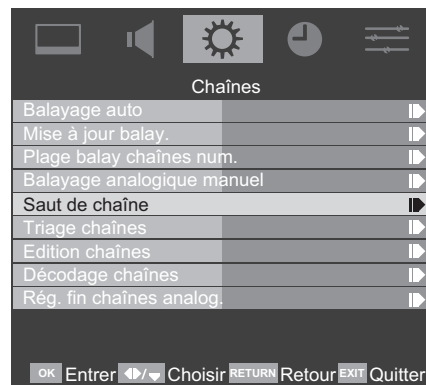 Chaînes
Balayage auto
Mise à jour balay.
Plage balay chaînes num.
Balayage analogique manuel
Saut de chaîne
Triage chaînes
Edition chaînes
Décodage chaînes
Rég. fin chaînes analog.
OK Entrer / Choisir RETURN Retour EXIT Quitter